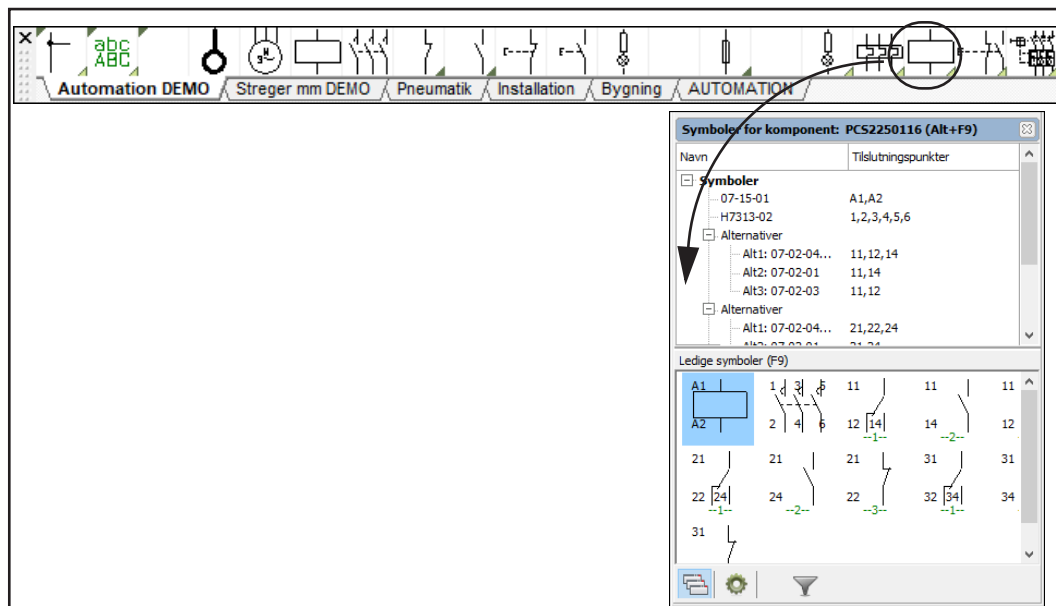 abc
ABC
3~
Automation DEMO Streger mm DEMO Pneumatik Installation Bygning AUTOMATION
Symboler for komponent: PCS2250116 (Alt+F9)
Navn Tilslutningspunkter
Symboler
07-15-01 A1,A2
H7313-02 1,2,3,4,5,6
Alternativer
Alt1: 07-02-04... 11,12,14
Alt2: 07-02-01 11,14
Alt3: 07-02-03 11,12
Alternativer
Alt1: 07-02-04... 21,22,24
Ledige symboler (F9)
A1 1 3 5 11 11 11
A2 2 4 6 12 14 14 12
--1-- --2--
21 21 21 31 31
22 24 24 22 32 34 34
--1-- --2-- --3-- --1--
31